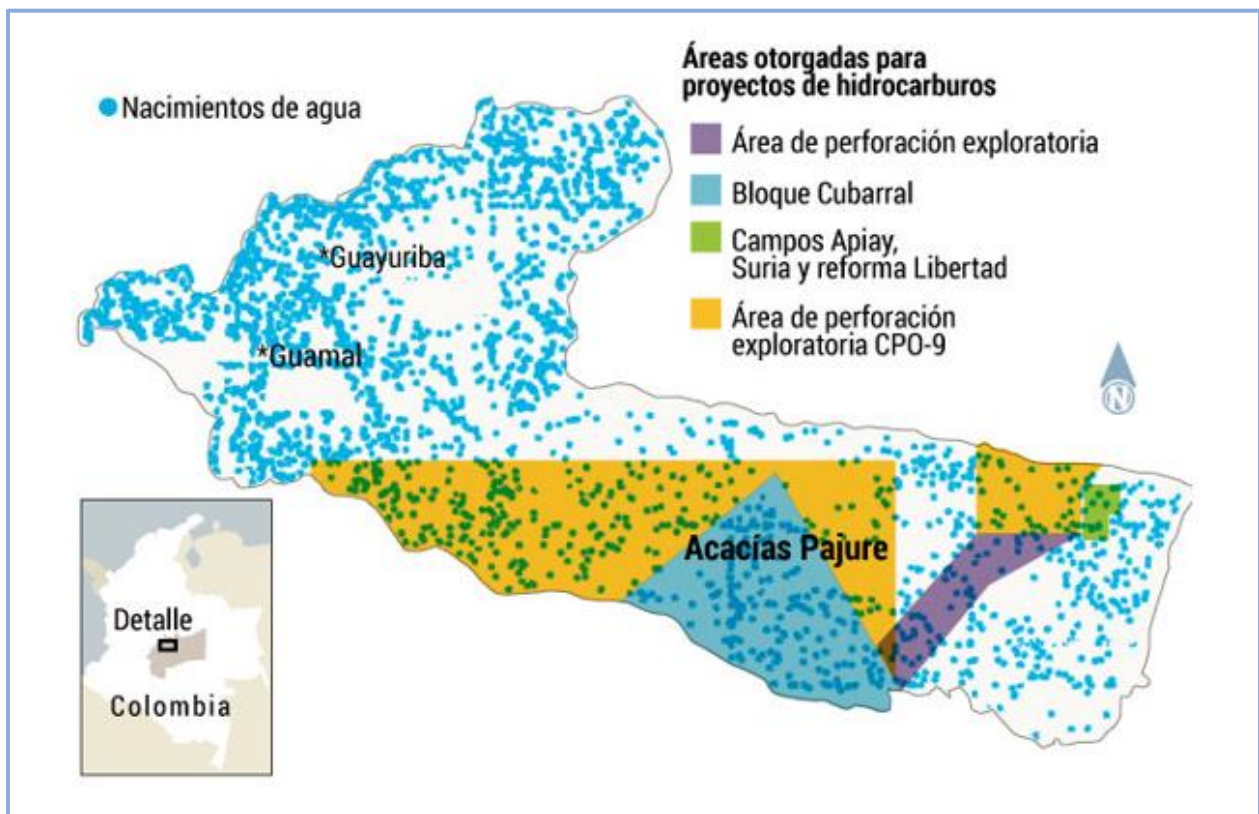 Nacimientos de agua
Áreas otorgadas para
proyectos de hidrocarburos
Área de perforación exploratoria
Bloque Cubarral
Campos Apiay,
Suria y reforma Libertad
Área de perforación
exploratoria CPO-9
*Guayuriba
*Guamal
N
Acacías Pajure
Detalle
Colombia